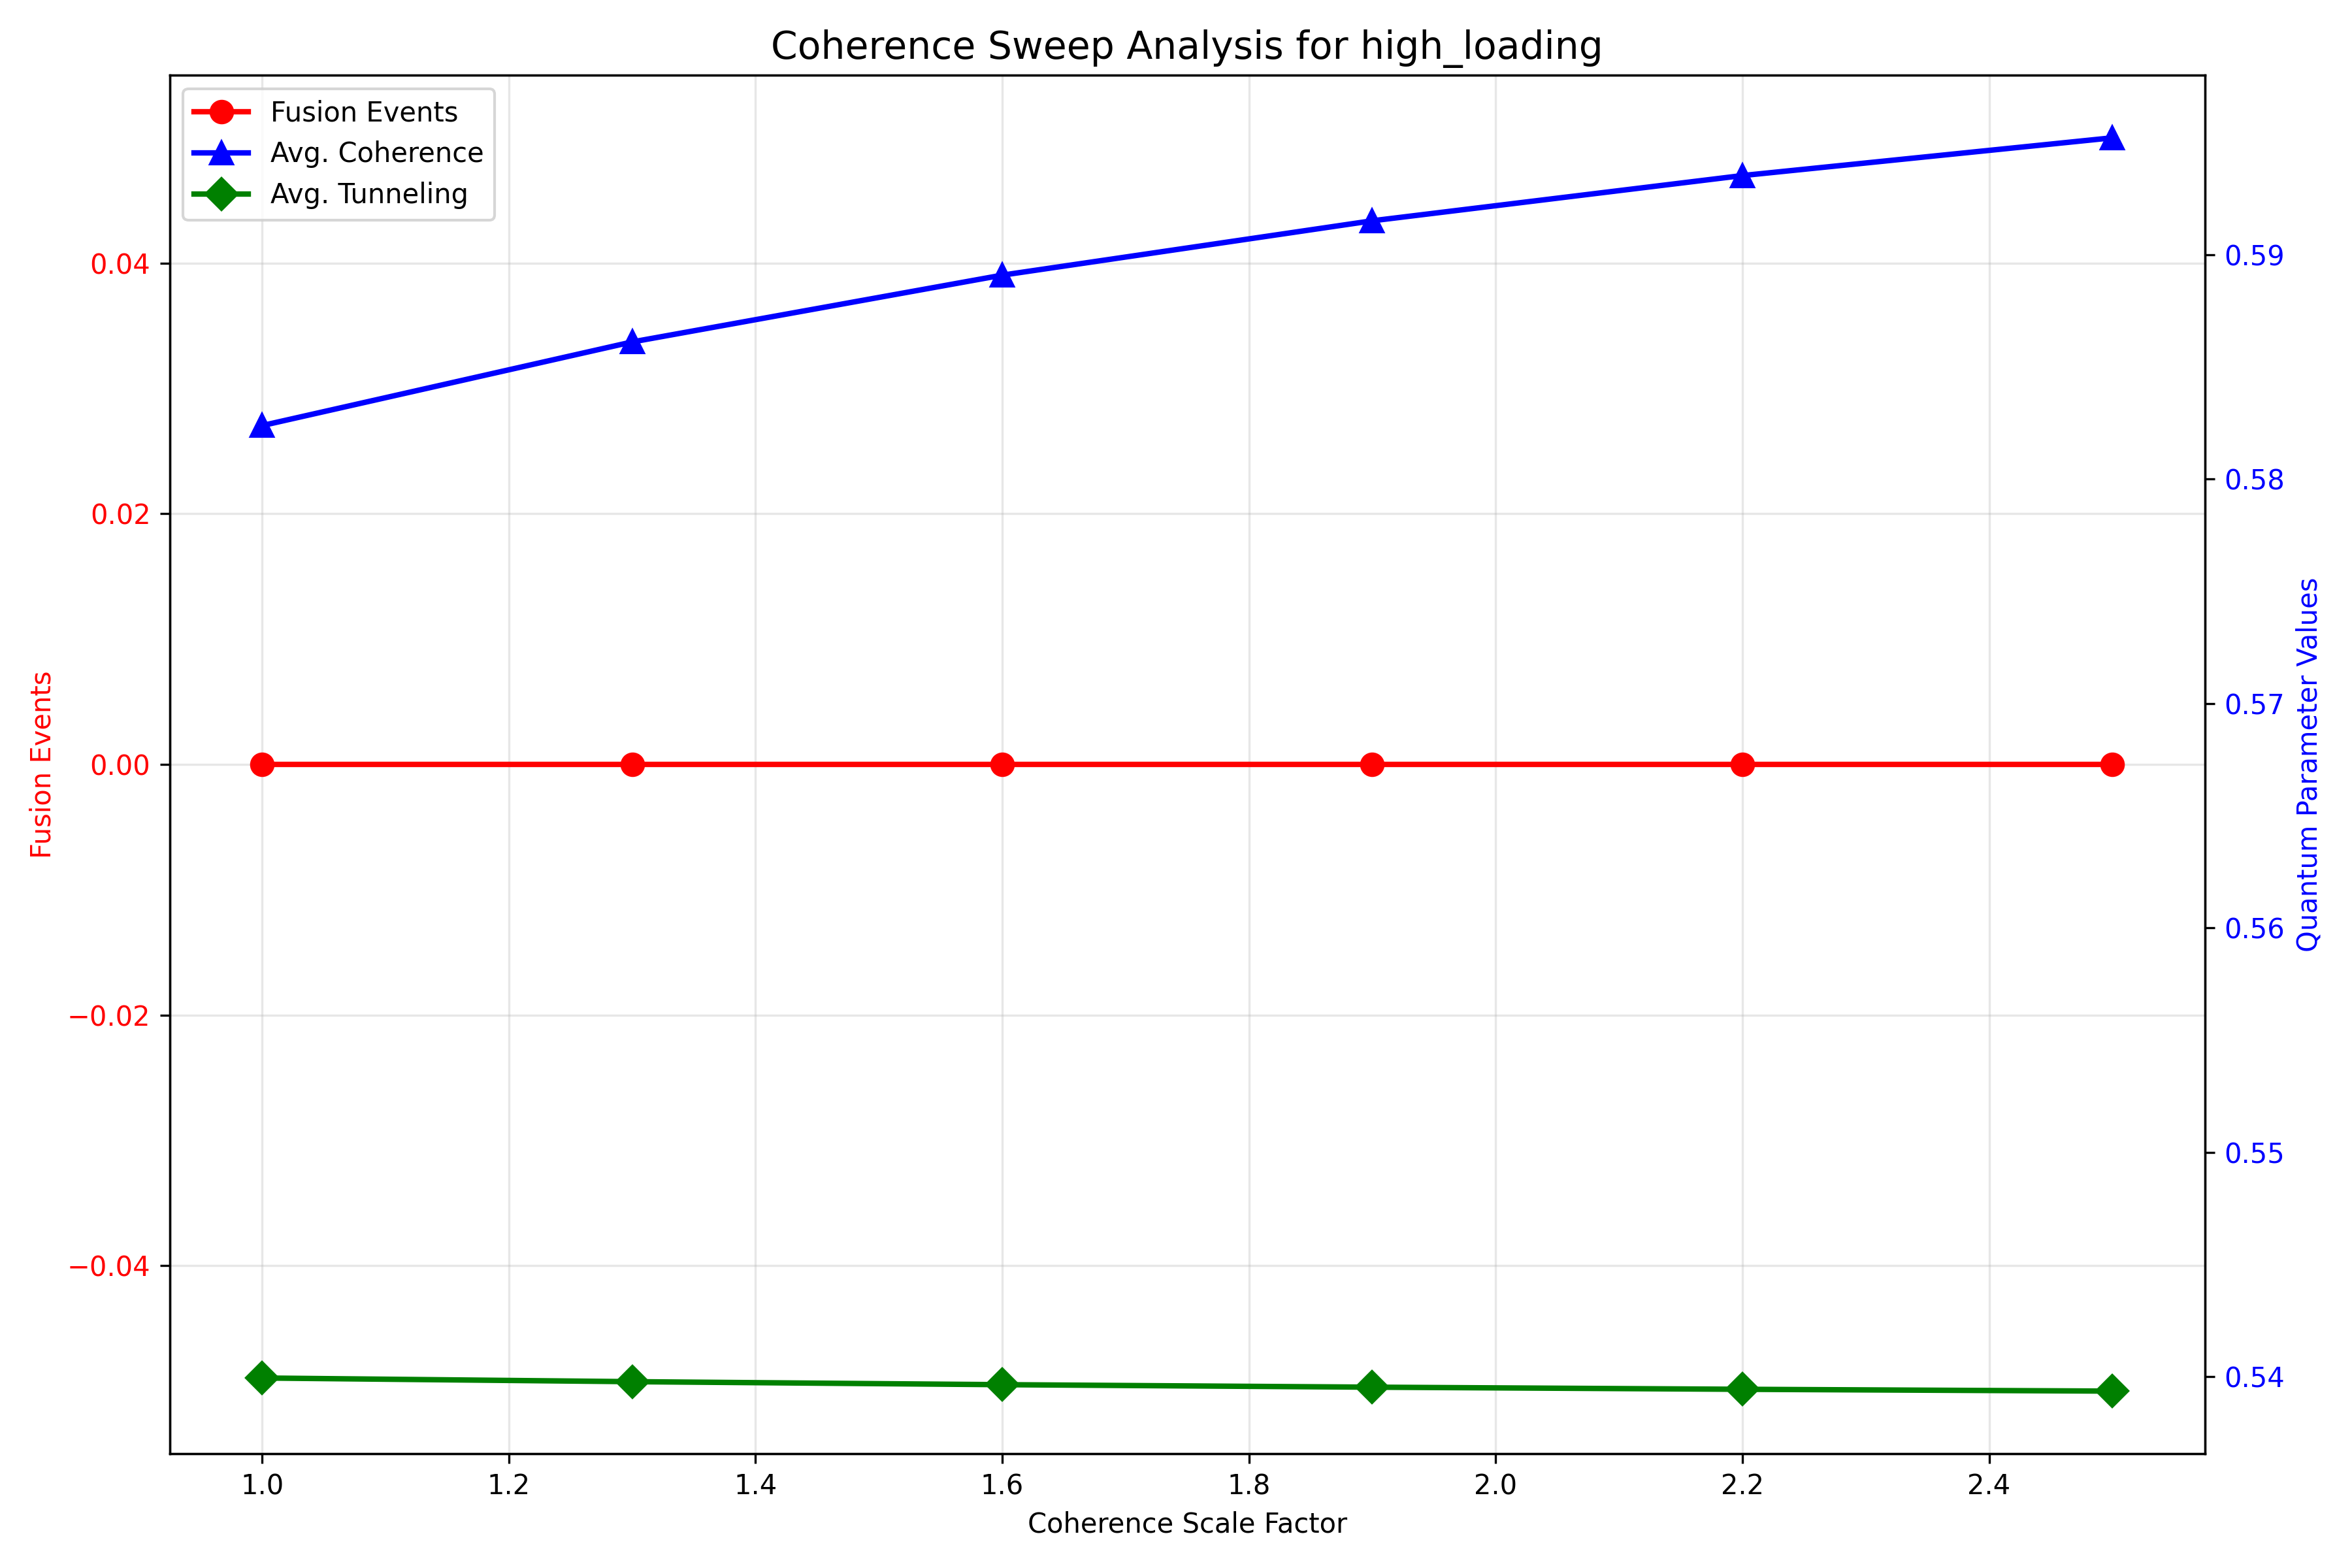 Coherence Sweep Analysis for high_loading
Fusion Events
Avg. Coherence
Avg. Tunneling
0.04
0.02
0.00
−0.02
−0.04
Fusion Events
0.59
0.58
0.57
0.56
0.55
0.54
Quantum Parameter Values
1.0 1.2 1.4 1.6 1.8 2.0 2.2 2.4
Coherence Scale Factor